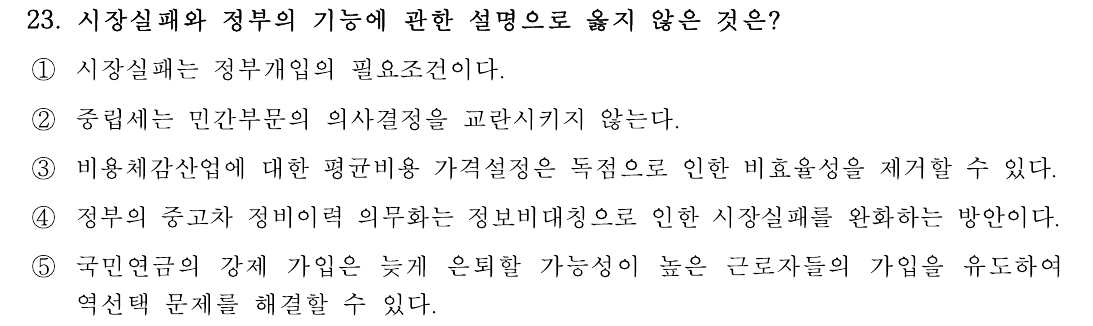 23. 시장실패와 정부의 기능에 관한 설명으로 옳지 않은 것은?
① 시장실패는 정부개입의 필요조건이다.
② 중립세는 민간부문의 의사결정을 교란시키지 않는다.
③ 비용체감산업에 대한 평균비용 가격설정은 독점으로 인한 비효율성을 제거할 수 있다.
④ 정부의 중고차 정비이력 의무화는 정보비대칭으로 인한 시장실패를 완화하는 방안이다.
⑤ 국민연금의 강제 가입은 늦게 은퇴할 가능성이 높은 근로자들의 가입을 유도하여
역선택 문제를 해결할 수 있다.